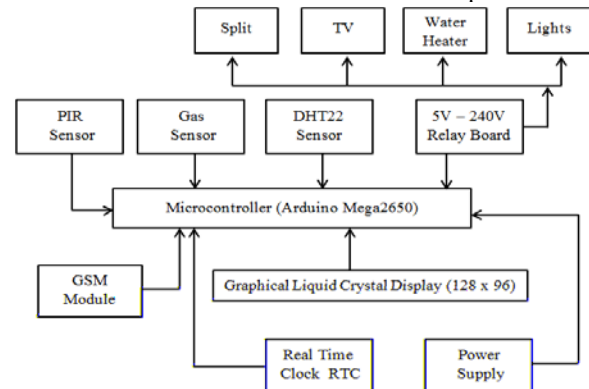 Split
TV
Water
Heater
Lights
PIR
Sensor
Gas
Sensor
DHT22
Sensor
5V – 240V
Relay Board
Microcontroller (Arduino Mega2650)
GSM
Module
Graphical Liquid Crystal Display (128 x 96)
Real Time
Clock RTC
Power
Supply